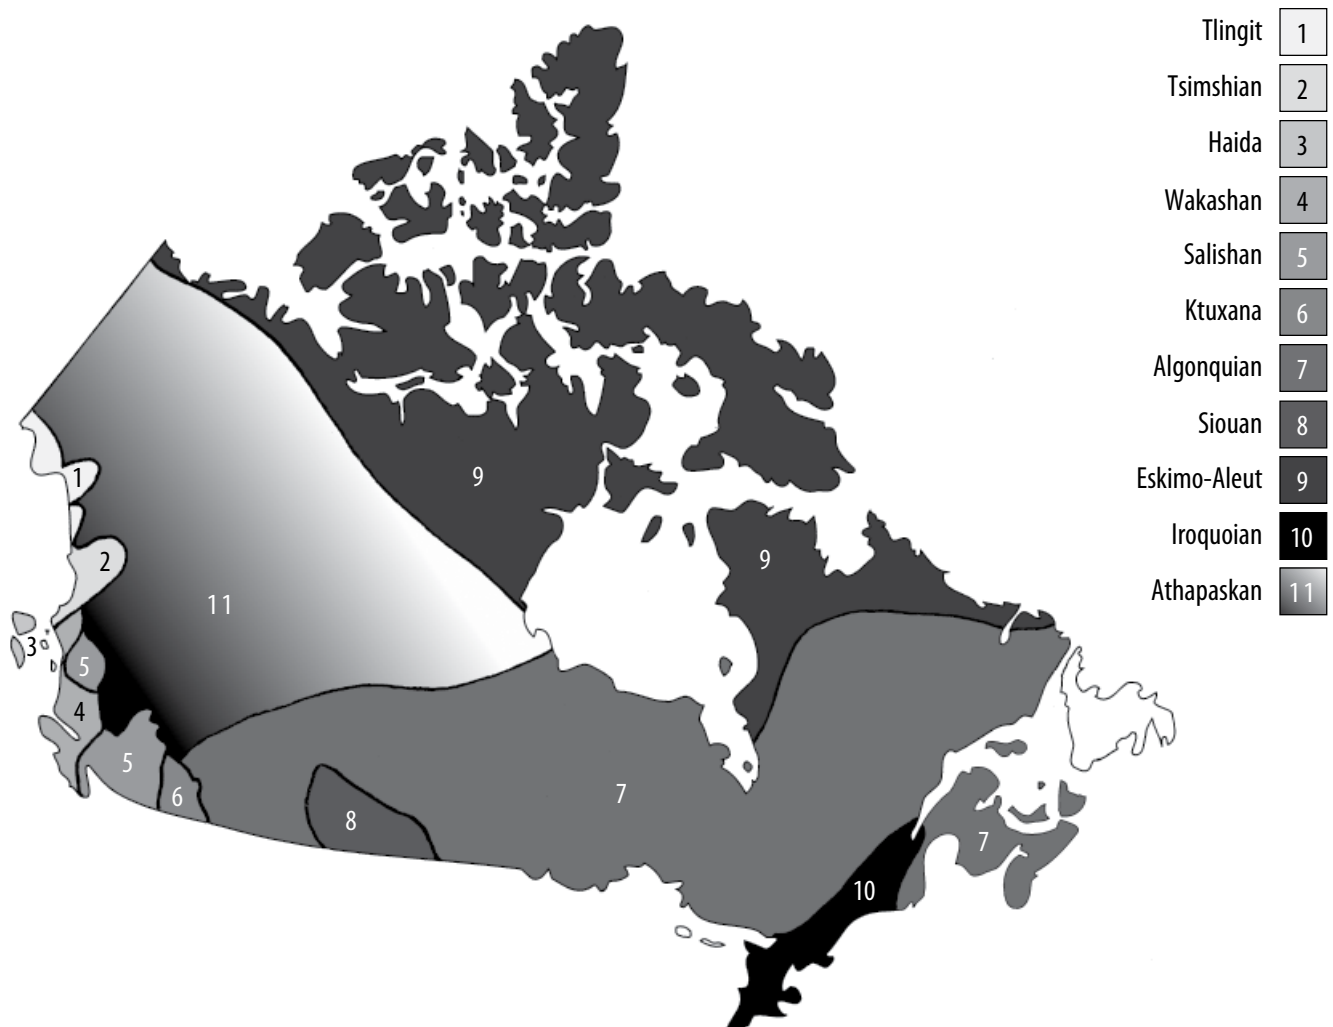 Tlingit 1
Tsimshian 2
Haida 3
Wakashan 4
Salishan 5
Ktuxana 6
Algonquian 7
Siouan 8
Eskimo-Aleut 9
Iroquoian 10
Athapaskan 11
9
1
2
9
11
3
5
4
5
6
8
7
7
10